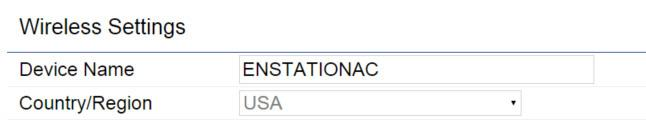 Wireless Settings
Device Name ENSTATIONAC
Country/Region USA